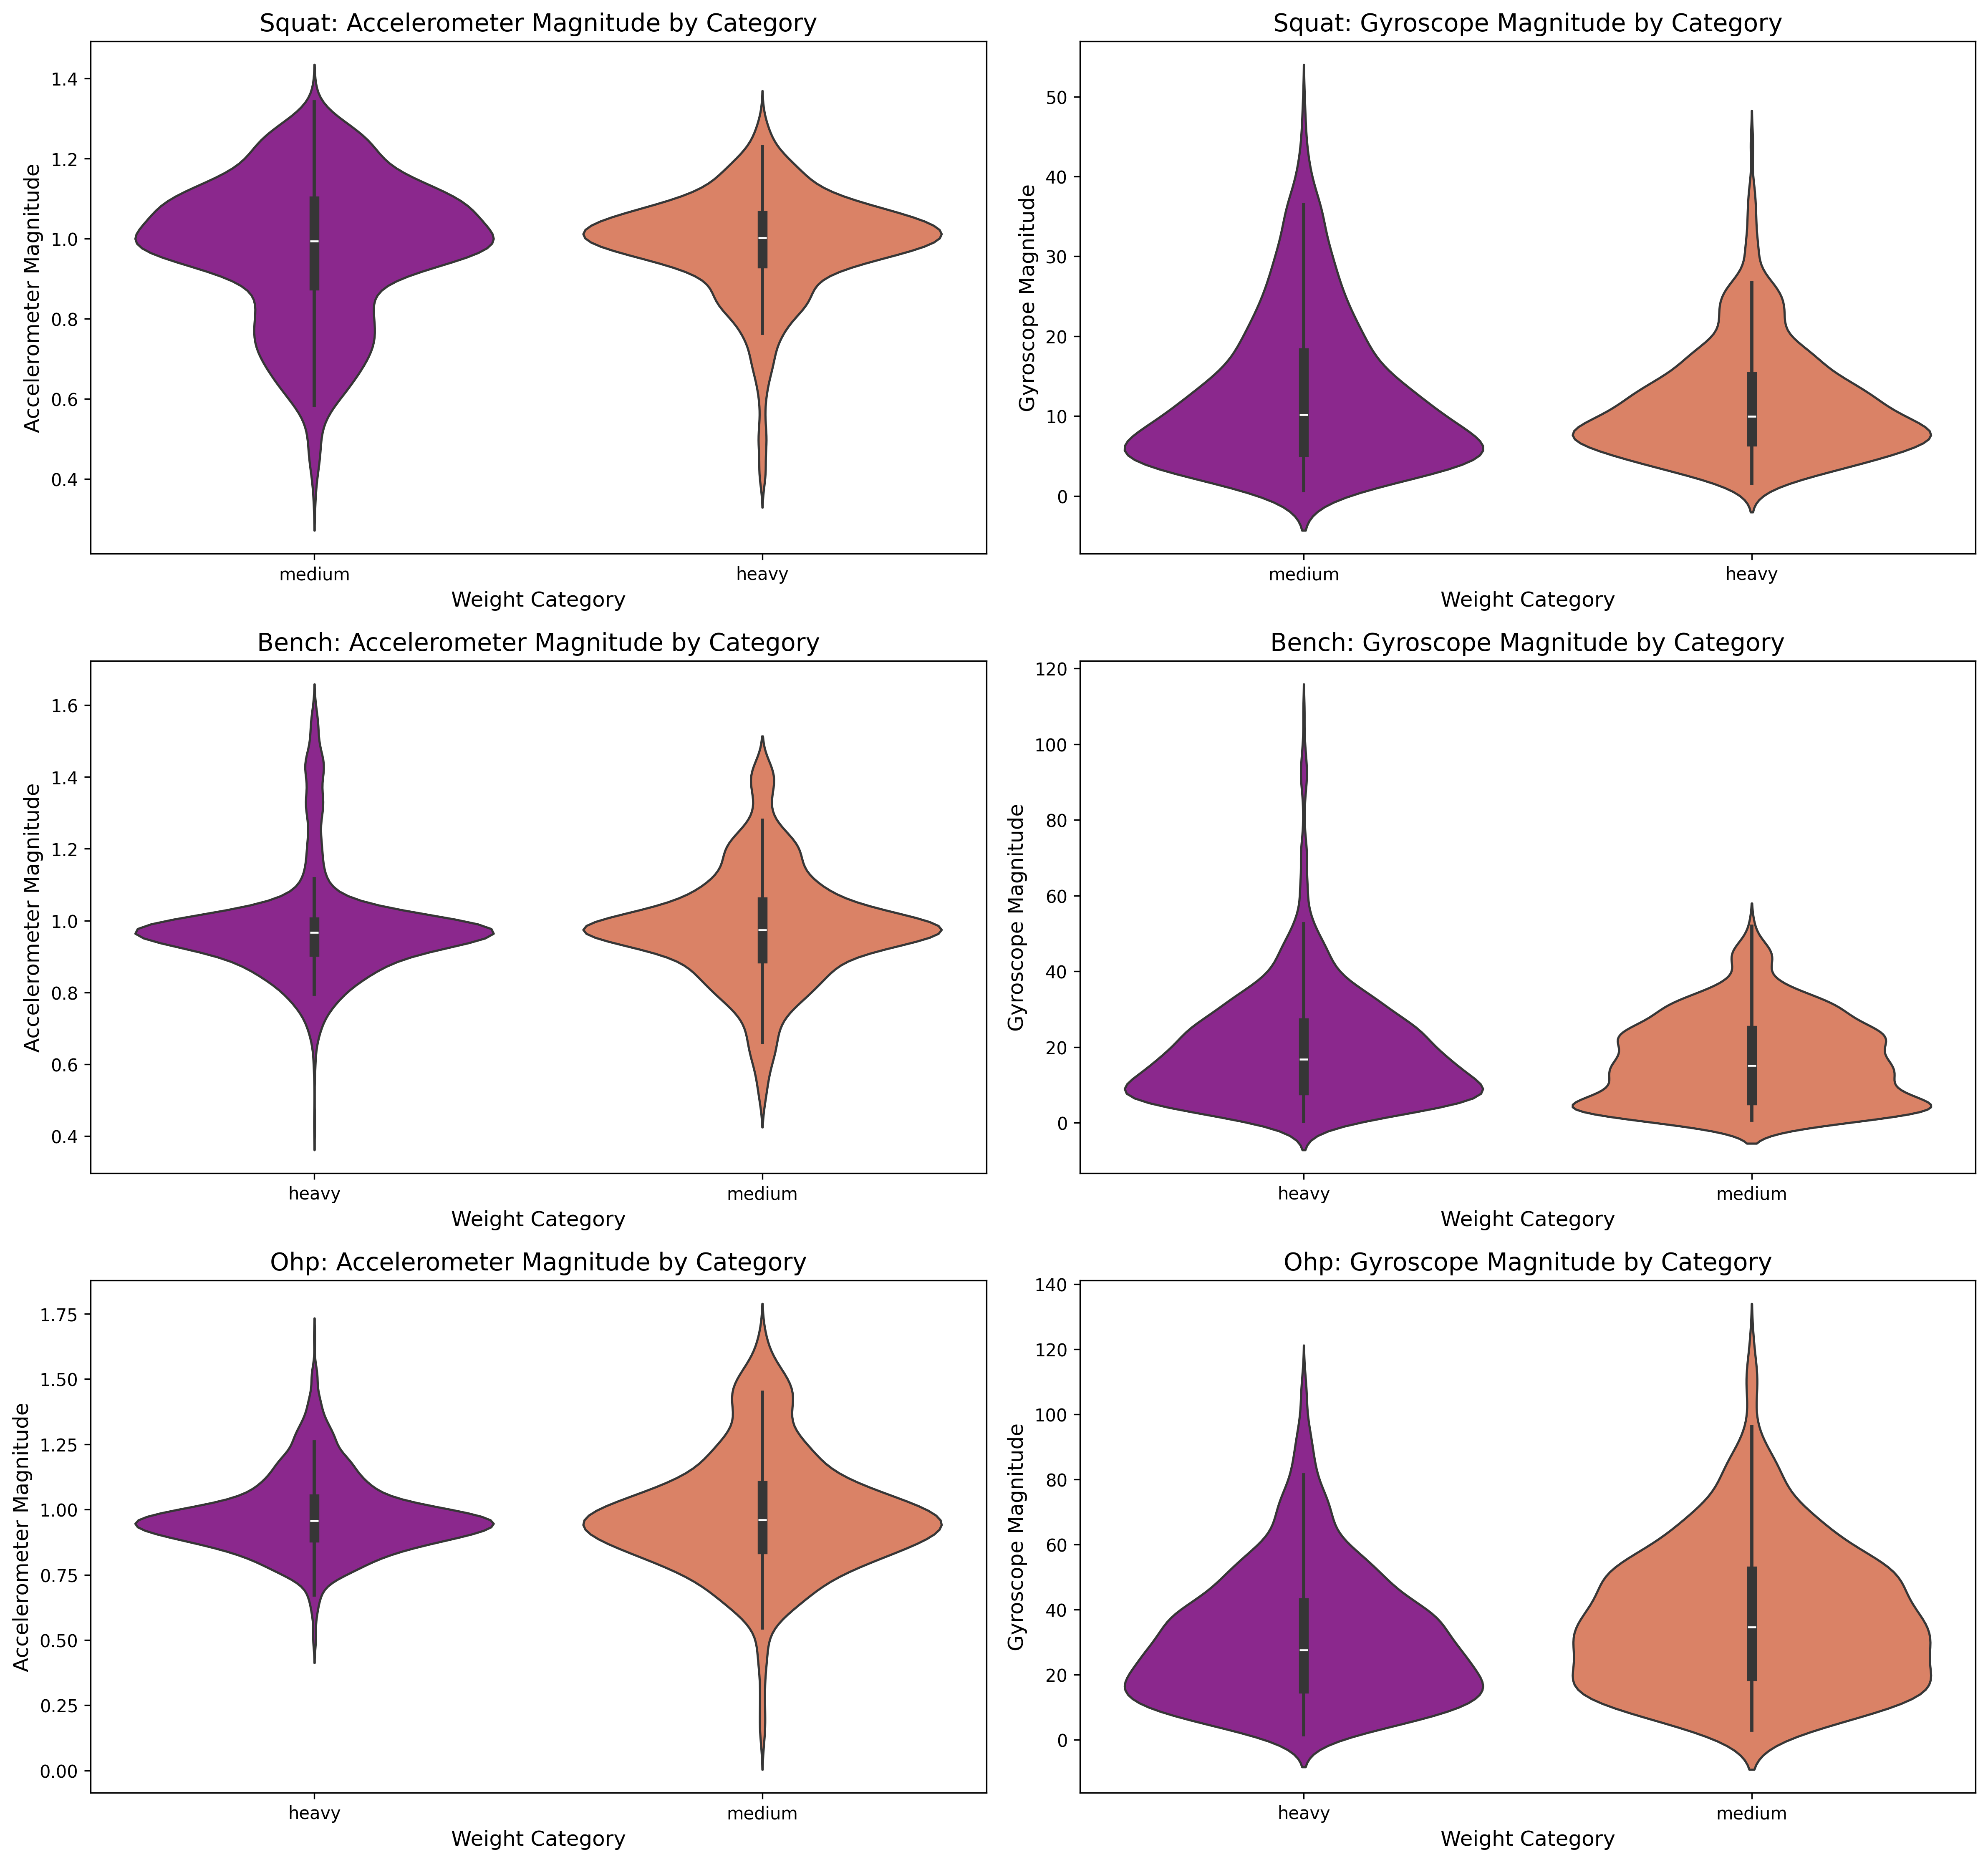 Squat: Accelerometer Magnitude by Category
Accelerometer Magnitude
1.4
1.2
1.0
0.8
0.6
0.4
medium
heavy
Weight Category
Squat: Gyroscope Magnitude by Category
Gyroscope Magnitude
50
40
30
20
10
0
medium
heavy
Weight Category
Bench: Accelerometer Magnitude by Category
Accelerometer Magnitude
1.6
1.4
1.2
1.0
0.8
0.6
0.4
heavy
medium
Weight Category
Bench: Gyroscope Magnitude by Category
Gyroscope Magnitude
120
100
80
60
40
20
0
heavy
medium
Weight Category
Ohp: Accelerometer Magnitude by Category
Accelerometer Magnitude
1.75
1.50
1.25
1.00
0.75
0.50
0.25
0.00
heavy
medium
Weight Category
Ohp: Gyroscope Magnitude by Category
Gyroscope Magnitude
140
120
100
80
60
40
20
0
heavy
medium
Weight Category